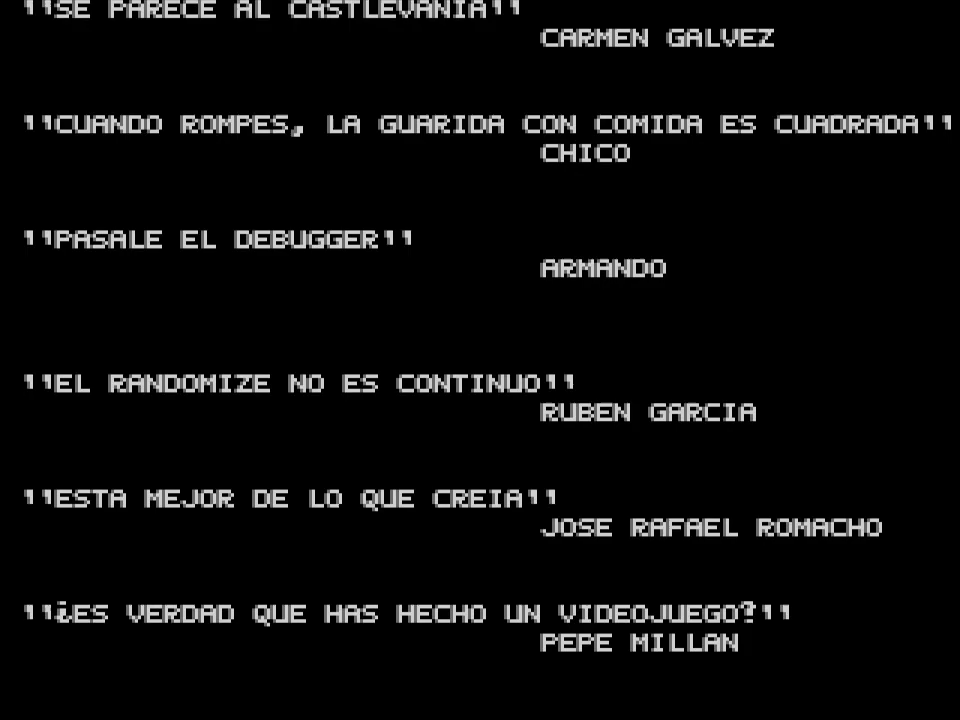 ''SE PARECE AL CASTLEVANIA''
CARMEN GALVEZ
''CUANDO ROMPES, LA GUARIDA CON COMIDA ES CUADRADA''
CHICO
''PASALE EL DEBUGGER''
ARMANDO
''EL RANDOMIZE NO ES CONTINUO''
RUBEN GARCIA
''ESTA MEJOR DE LO QUE CREIA''
JOSE RAFAEL ROMACHO
''¿ES VERDAD QUE HAS HECHO UN VIDEOJUEGO?''
PEPE MILLAN